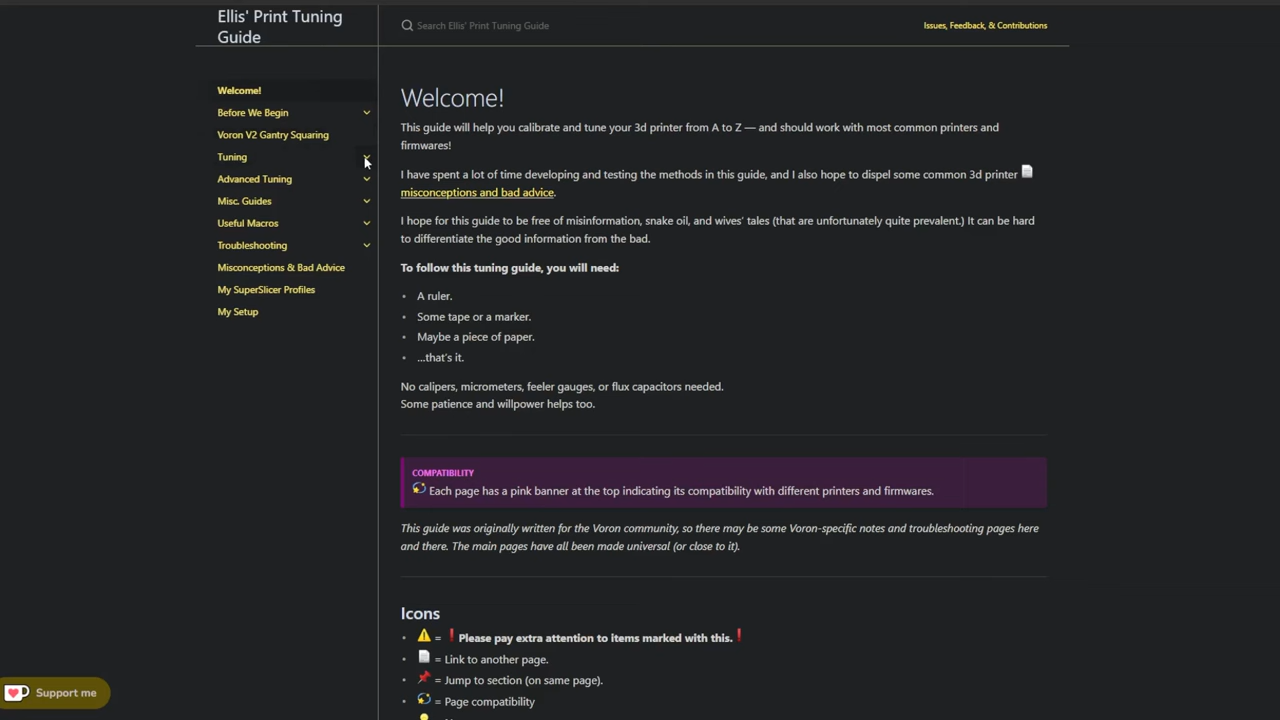 Ellis' Print Tuning
Guide
Search Ellis' Print Tuning Guide
Issues, Feedback, & Contributions
Welcome!
Before We Begin
Voron V2 Gantry Squaring
Tuning
Advanced Tuning
Misc. Guides
Useful Macros
Troubleshooting
Misconceptions & Bad Advice
My SuperSlicer Profiles
My Setup
Welcome!
This guide will help you calibrate and tune your 3d printer from A to Z — and should work with most common printers and
firmwares!
I have spent a lot of time developing and testing the methods in this guide, and I also hope to dispel some common 3d printer
misconceptions and bad advice.
I hope for this guide to be free of misinformation, snake oil, and wives' tales (that are unfortunately quite prevalent.) It can be hard
to differentiate the good information from the bad.
To follow this tuning guide, you will need:
A ruler.
Some tape or a marker.
Maybe a piece of paper.
...that's it.
No calipers, micrometers, feeler gauges, or flux capacitors needed.
Some patience and willpower helps too.
COMPATIBILITY
Each page has a pink banner at the top indicating its compatibility with different printers and firmwares.
This guide was originally written for the Voron community, so there may be some Voron-specific notes and troubleshooting pages here
and there. The main pages have all been made universal (or close to it).
Icons
= Please pay extra attention to items marked with this.
= Link to another page.
= Jump to section (on same page).
= Page compatibility
Support me